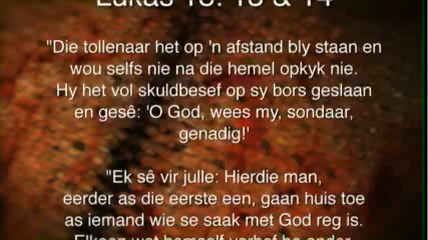 Lukas 18: 13 & 14
"Die tollenaar het op 'n afstand bly staan en
wou selfs nie na die hemel opkyk nie.
Hy het vol skuldbesef op sy bors geslaan
en gesê: 'O God, wees my, sondaar,
genadig!'
"Ek sê vir julle: Hierdie man,
eerder as die eerste een, gaan huis toe
as iemand wie se saak met God reg is.
Elkeen wat homself verhef be